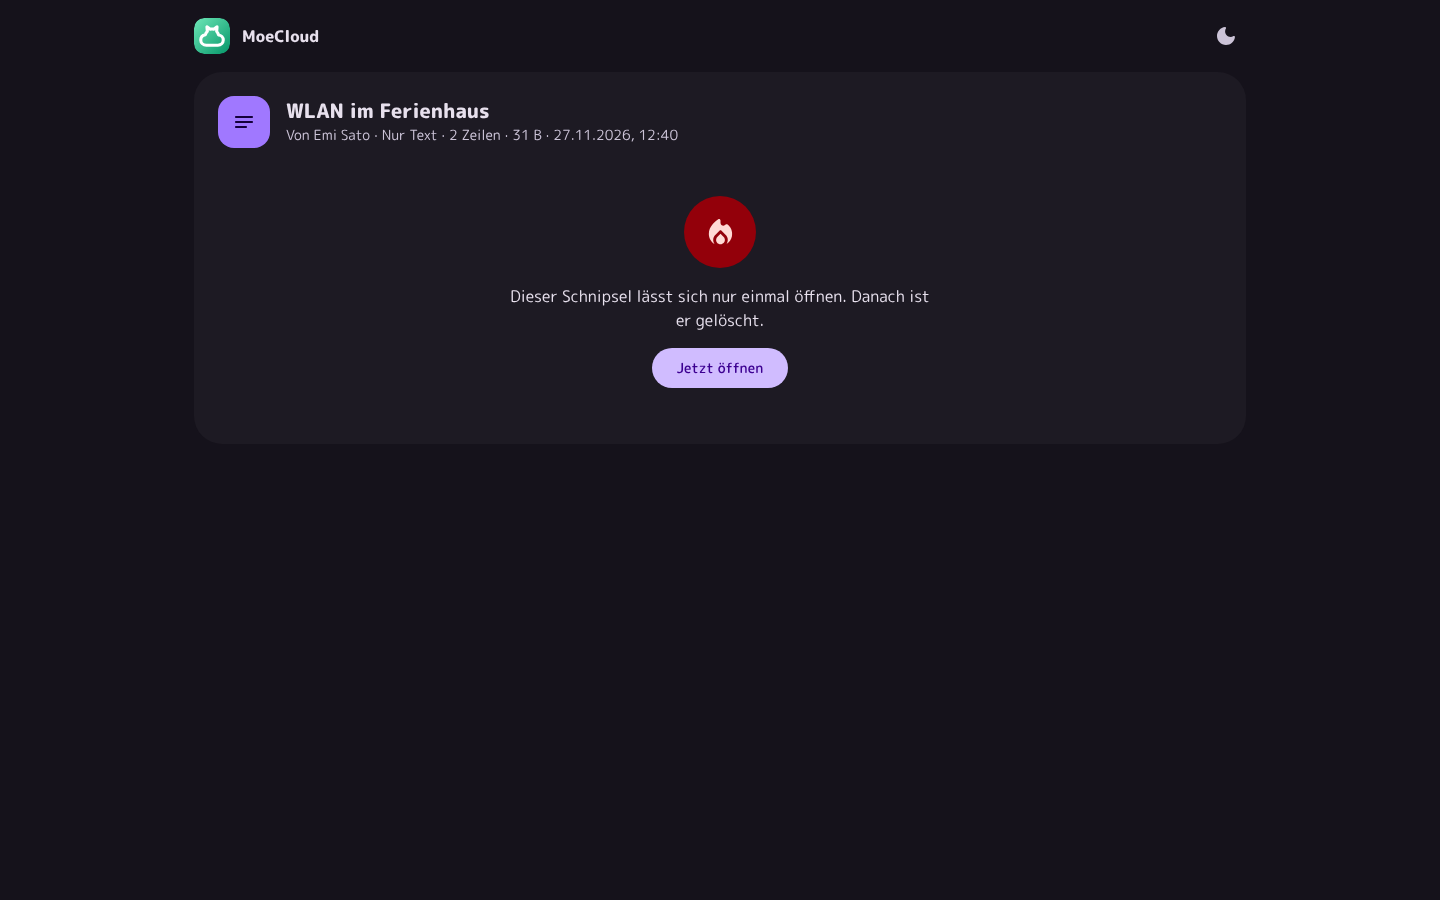 MoeCloud
WLAN im Ferienhaus
Von Emi Sato · Nur Text · 2 Zeilen · 31 B · 27.11.2026, 12:40
Dieser Schnipsel lässt sich nur einmal öffnen. Danach ist
er gelöscht.
Jetzt öffnen